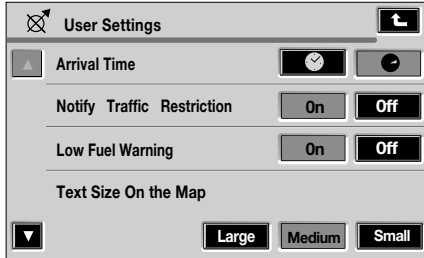 User Settings
Arrival Time
Notify Traffic Restriction On Off
Low Fuel Warning On Off
Text Size On the Map
Large Medium Small